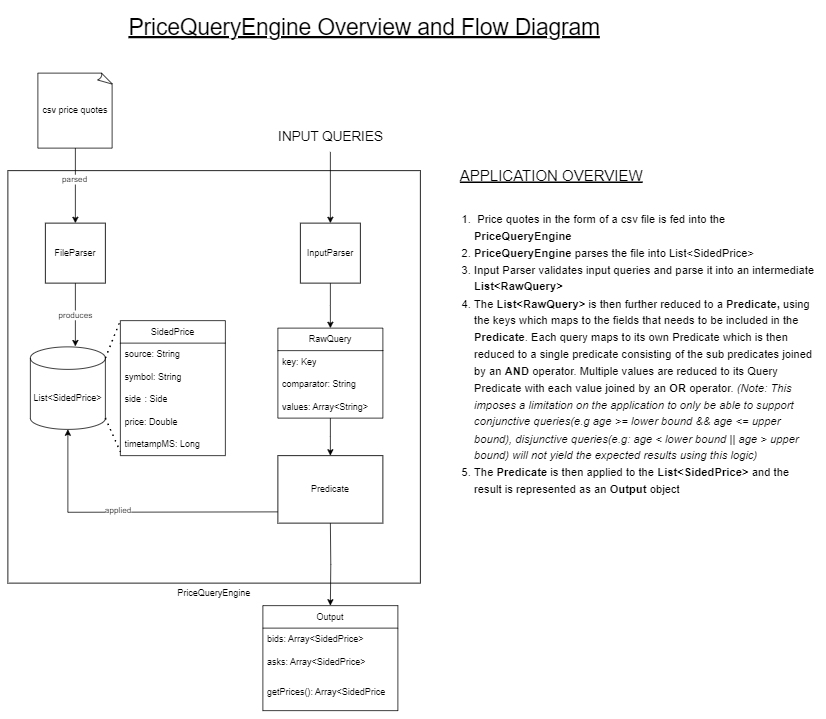 PriceQueryEngine Overview and Flow Diagram
csv price quotes
INPUT QUERIES
parsed
FileParser
InputParser
produces
SidedPrice
source: String
symbol: String
side : Side
price: Double
timetampMS: Long
List<SidedPrice>
RawQuery
key: Key
comparator: String
values: Array<String>
Predicate
applied
PriceQueryEngine
Output
bids: Array<SidedPrice>
asks: Array<SidedPrice>
getPrices(): Array<SidedPrice
APPLICATION OVERVIEW
1. Price quotes in the form of a csv file is fed into the
PriceQueryEngine
2. PriceQueryEngine parses the file into List<SidedPrice>
3. Input Parser validates input queries and parse it into an intermediate
List<RawQuery>
4. The List<RawQuery> is then further reduced to a Predicate, using
the keys which maps to the fields that needs to be included in the
Predicate. Each query maps to its own Predicate which is then
reduced to a single predicate consisting of the sub predicates joined
by an AND operator. Multiple values are reduced to its Query
Predicate with each value joined by an OR operator. (Note: This
imposes a limitation on the application to only be able to support
conjunctive queries(e.g age >= lower bound && age <= upper
bound), disjunctive queries(e.g: age < lower bound || age > upper
bound) will not yield the expected results using this logic)
5. The Predicate is then applied to the List<SidedPrice> and the
result is represented as an Output object